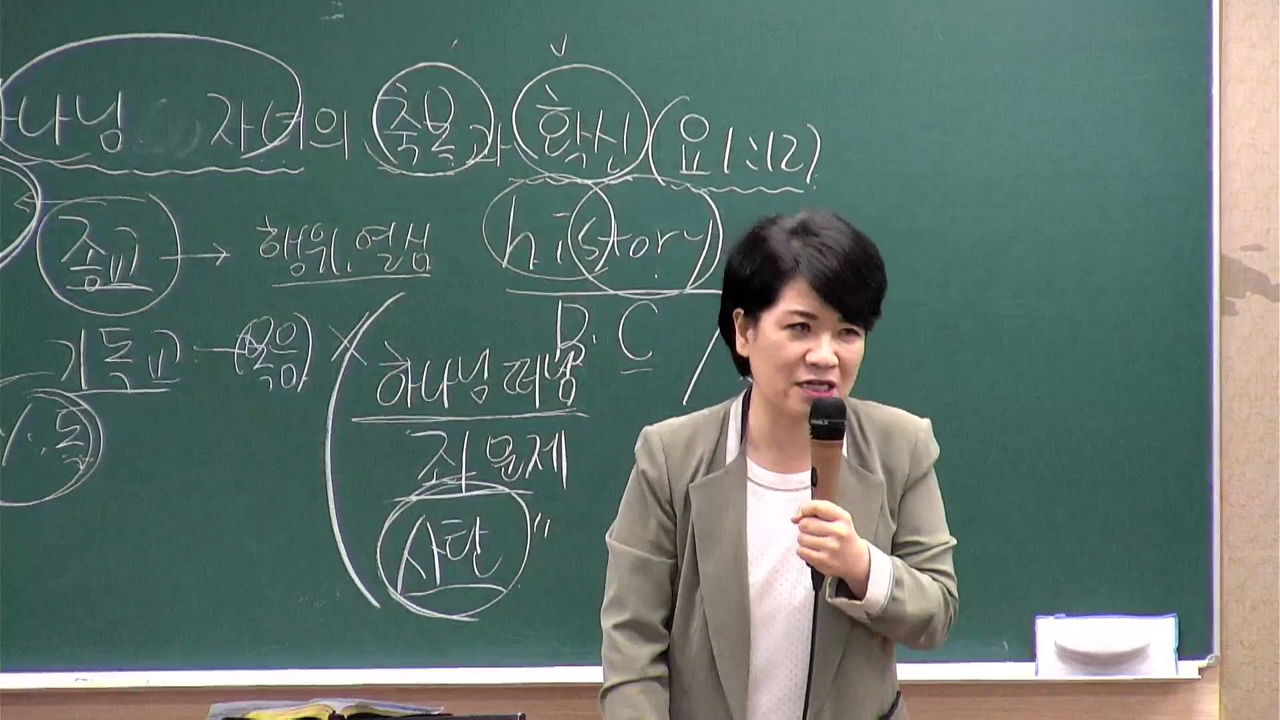 나님 자녀의 축복과 확신 (요1:12)
종교 → 행위, 열심 history
B.C
기독교 - (복음) X
하나님 떠남
죄 문제
사탄"